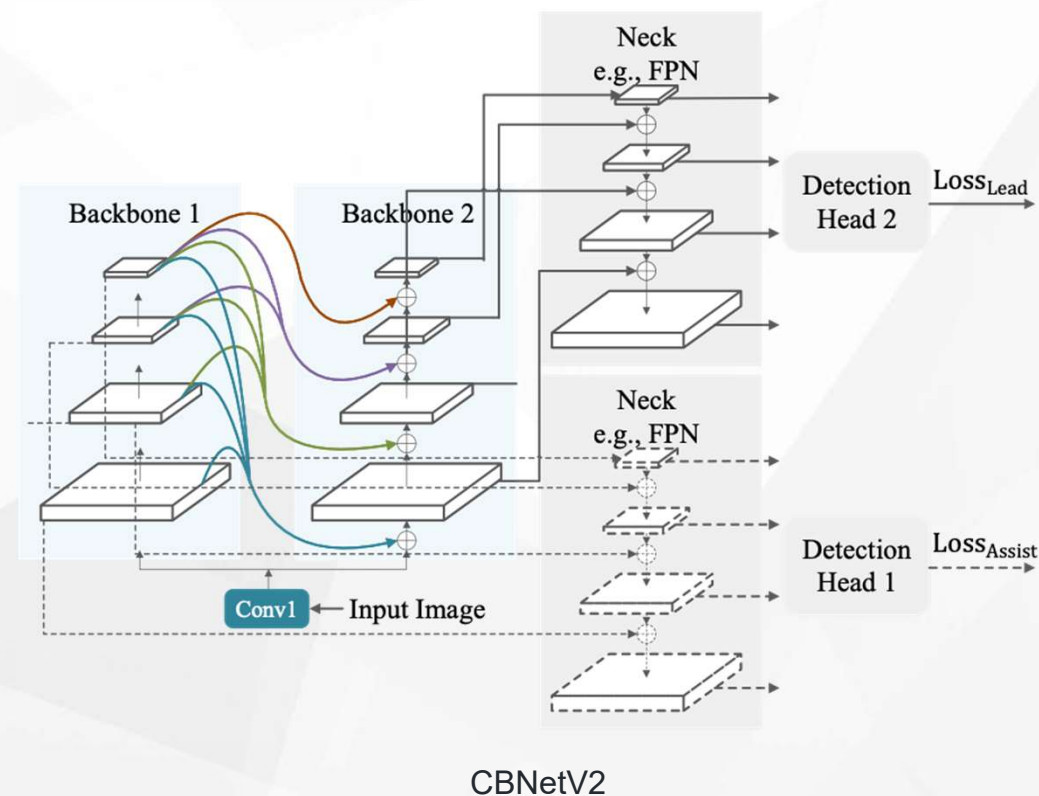 Neck
e.g., FPN
Backbone 1
Backbone 2
Detection
Head 2
Loss_Lead
Neck
e.g., FPN
Detection
Head 1
Loss_Assist
Conv1
Input Image
CBNetV2